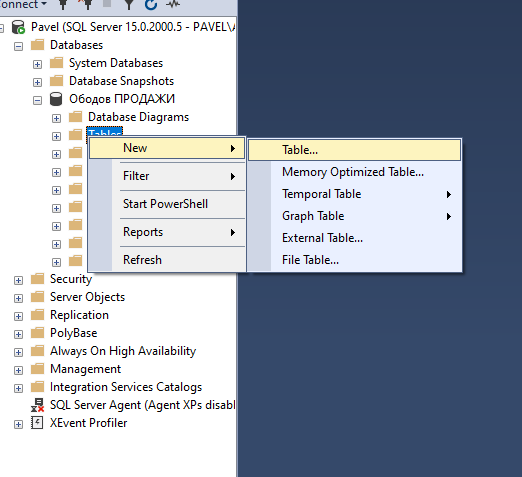 Connect
Pavel (SQL Server 15.0.2000.5 - PAVEL\
Databases
System Databases
Database Snapshots
Ободов ПРОДАЖИ
Database Diagrams
Tables
New
Filter
Start PowerShell
Reports
Refresh
Table...
Memory Optimized Table...
Temporal Table
Graph Table
External Table...
File Table...
Security
Server Objects
Replication
PolyBase
Always On High Availability
Management
Integration Services Catalogs
SQL Server Agent (Agent XPs disabl
XEvent Profiler